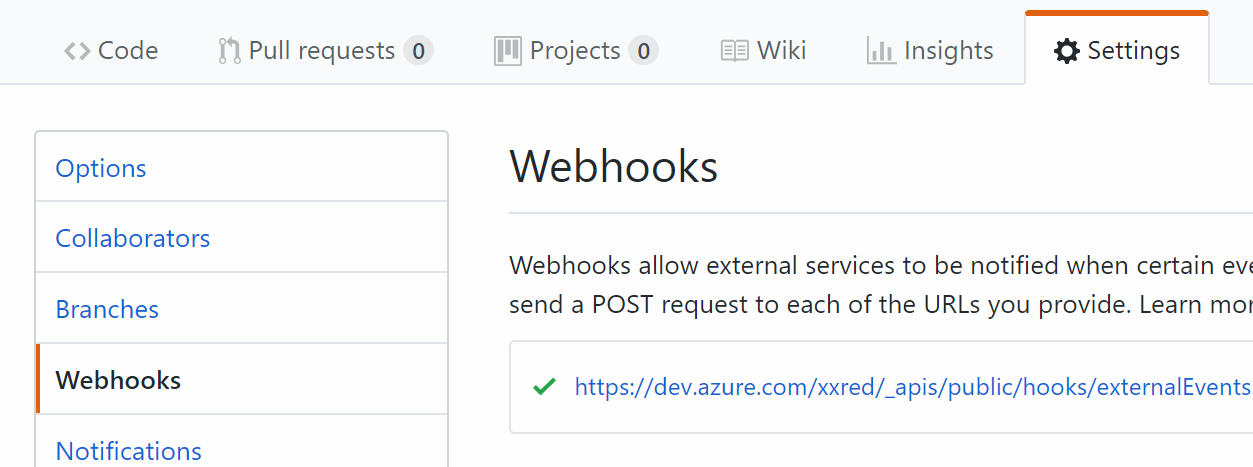 Code Pull requests 0 Projects 0 Wiki Insights Settings
Options
Collaborators
Branches
Webhooks
Notifications
Webhooks
Webhooks allow external services to be notified when certain eve
send a POST request to each of the URLs you provide. Learn mor
https://dev.azure.com/xxred/_apis/public/hooks/externalEvents